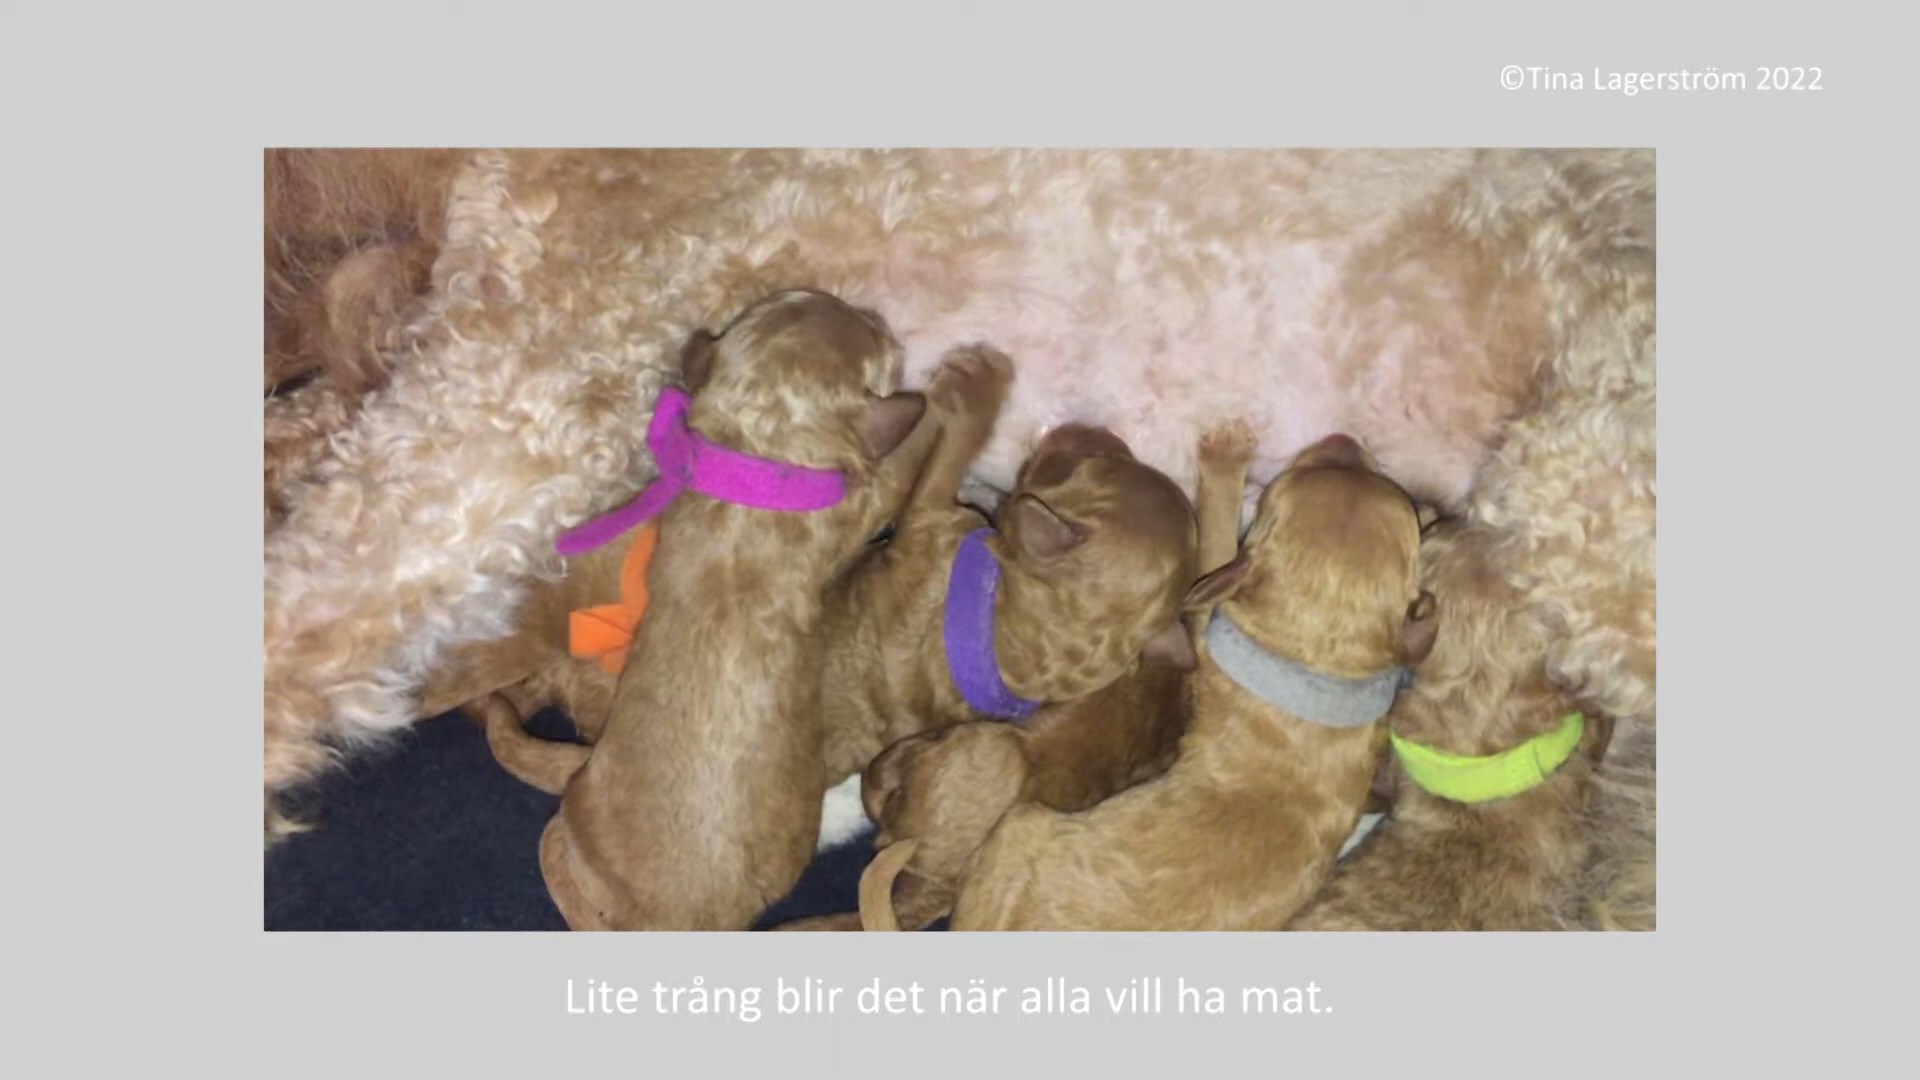 ©Tina Lagerström 2022
Lite trång blir det när alla vill ha mat.